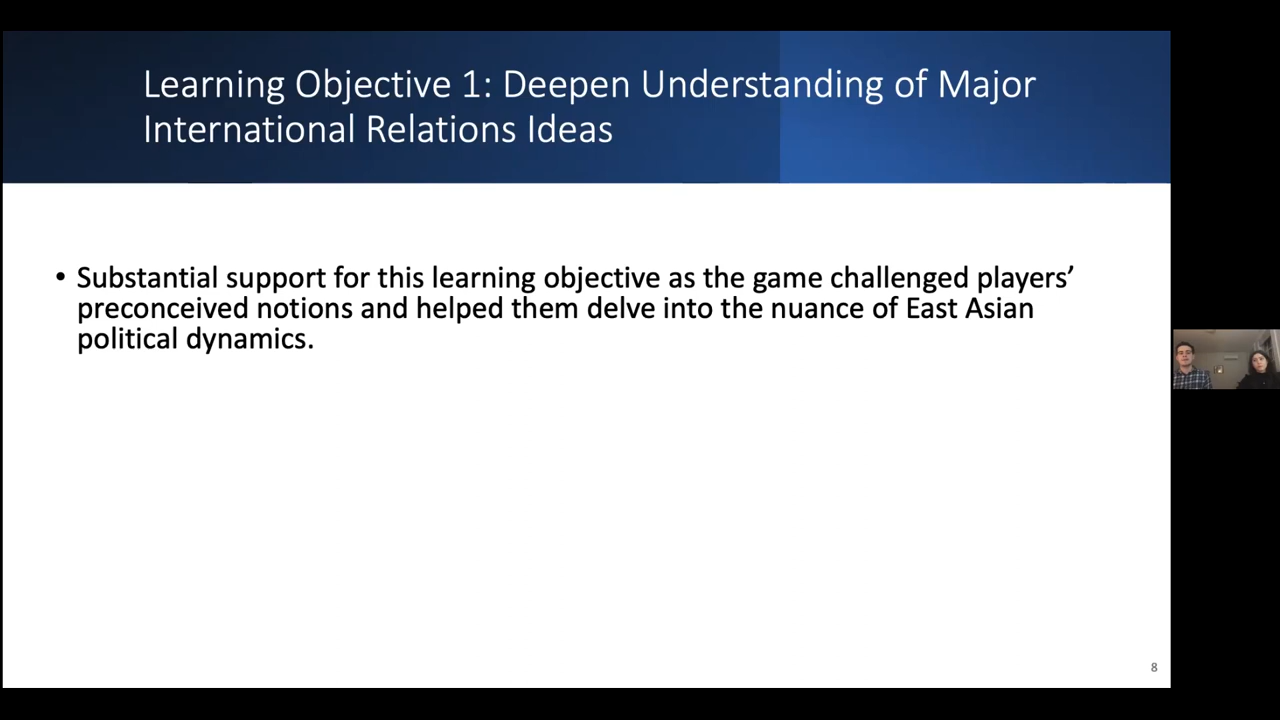 Learning Objective 1: Deepen Understanding of Major
International Relations Ideas
• Substantial support for this learning objective as the game challenged players’
preconceived notions and helped them delve into the nuance of East Asian
political dynamics.
8